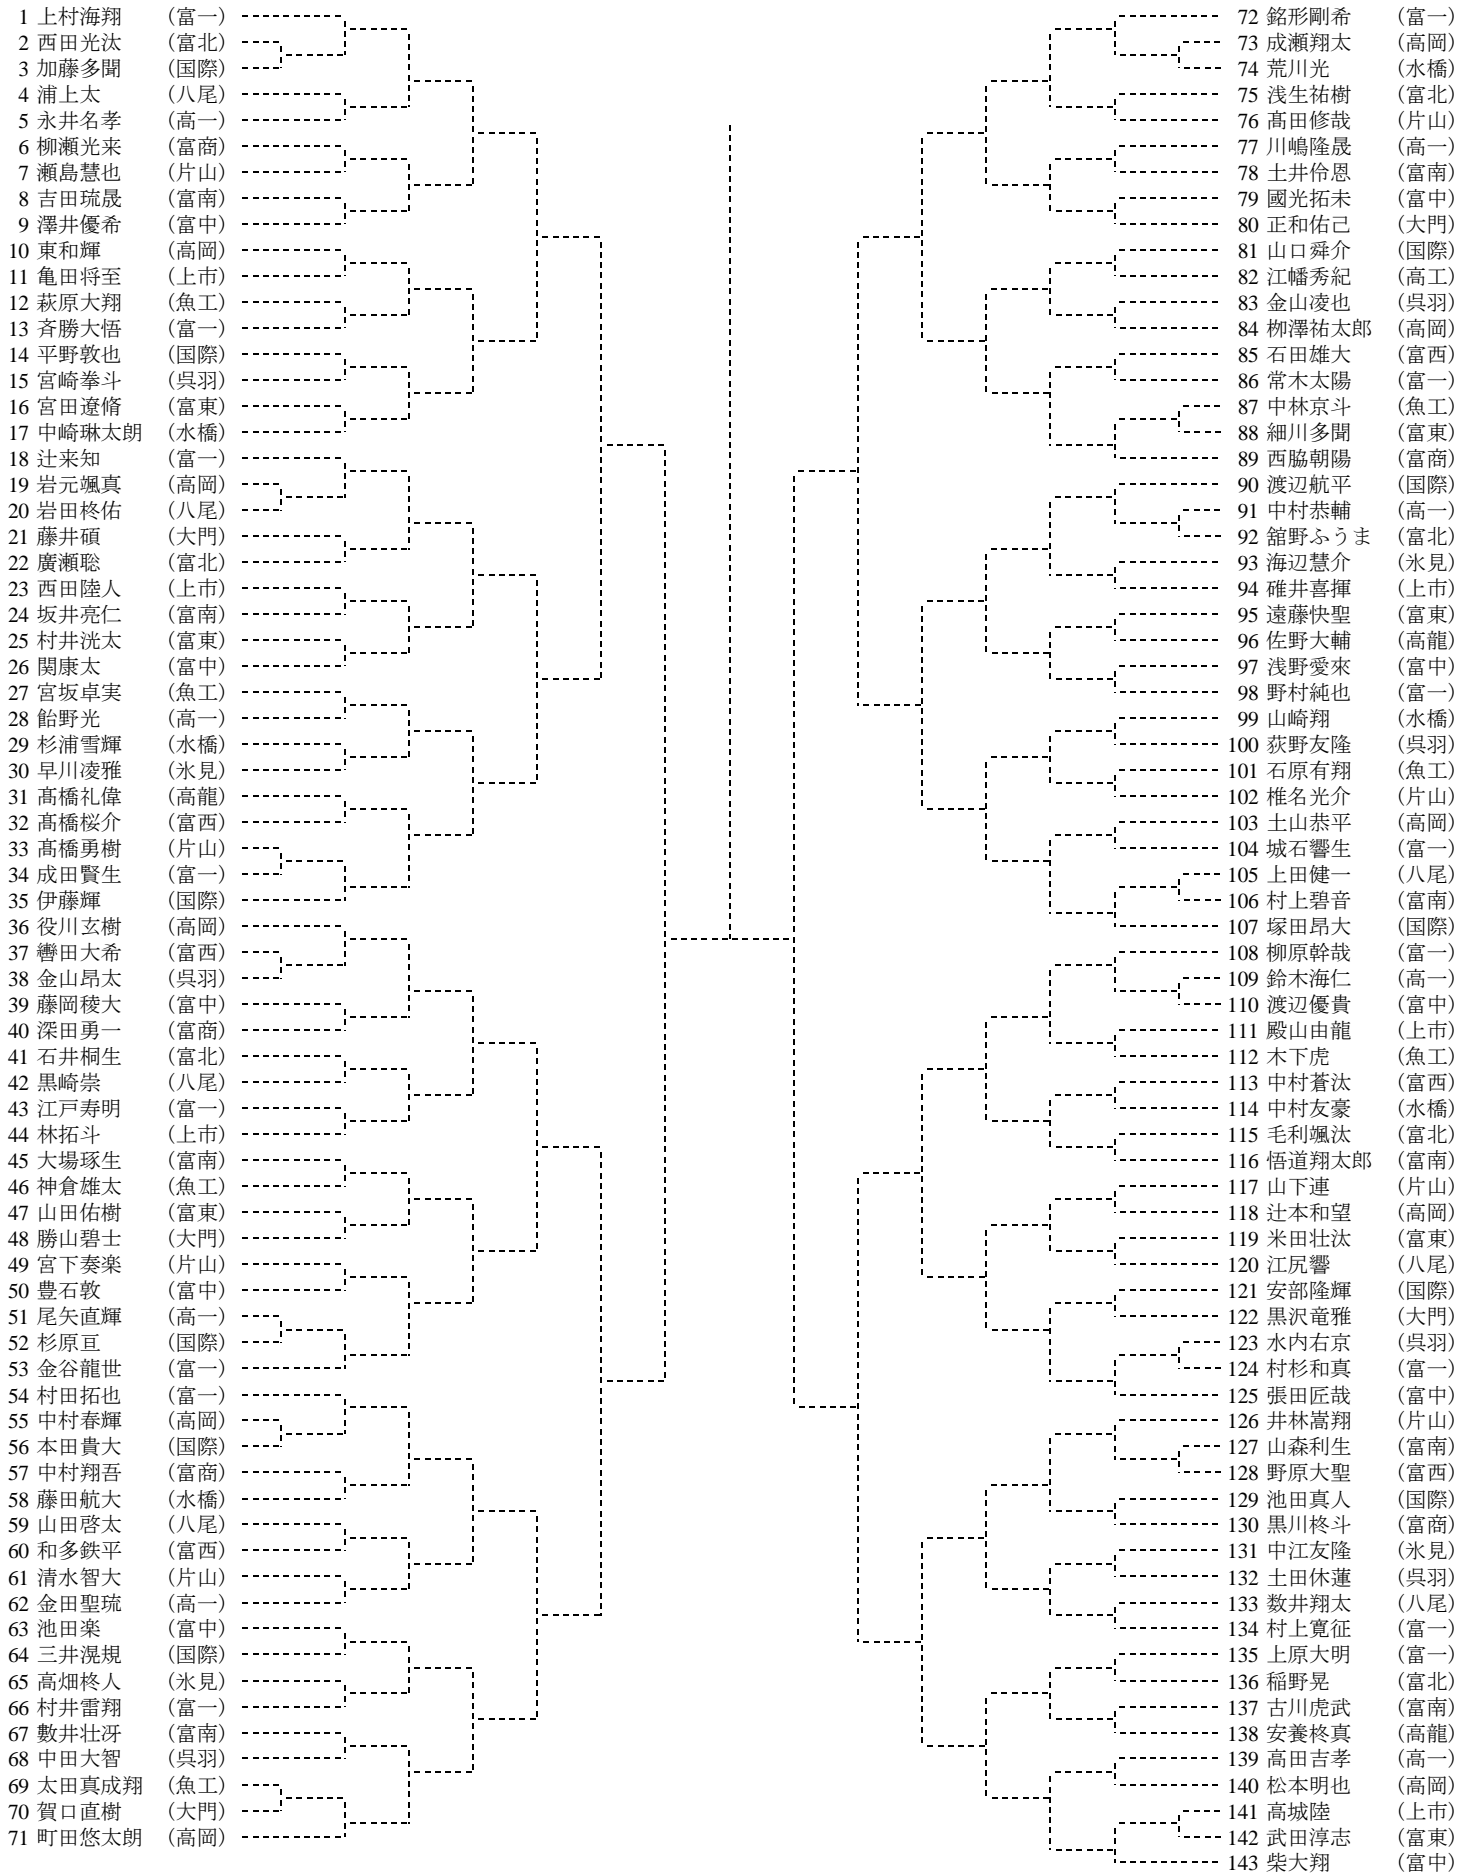 1 上村海翔 （富一）
2 西田光汰 （富北）
3 加藤多聞 （国際）
4 浦上太 （八尾）
5 永井名孝 （高一）
6 柳瀬光来 （富商）
7 瀬島慧也 （片山）
8 吉田琉晟 （富南）
9 澤井優希 （富中）
10 東和輝 （高岡）
11 亀田将至 （上市）
12 萩原大翔 （魚工）
13 斉勝大悟 （富一）
14 平野敦也 （国際）
15 宮崎拳斗 （呉羽）
16 宮田遼脩 （富東）
17 中崎琳太朗 （水橋）
18 辻来知 （富一）
19 岩元颯真 （高岡）
20 岩田柊佑 （八尾）
21 藤井碩 （大門）
22 廣瀬聡 （富北）
23 西田陸人 （上市）
24 坂井亮仁 （富南）
25 村井洸太 （富東）
26 関康太 （富中）
27 宮坂卓実 （魚工）
28 飴野光 （高一）
29 杉浦雪輝 （水橋）
30 早川凌雅 （氷見）
31 髙橋礼偉 （高龍）
32 髙橋桜介 （富西）
33 髙橋勇樹 （片山）
34 成田賢生 （富一）
35 伊藤輝 （国際）
36 役川玄樹 （高岡）
37 轡田大希 （富西）
38 金山昂太 （呉羽）
39 藤岡稜大 （富中）
40 深田勇一 （富商）
41 石井桐生 （富北）
42 黒崎崇 （八尾）
43 江戸寿明 （富一）
44 林拓斗 （上市）
45 大場琢生 （富南）
46 神倉雄太 （魚工）
47 山田佑樹 （富東）
48 勝山碧士 （大門）
49 宮下奏楽 （片山）
50 豊石敦 （富中）
51 尾矢直輝 （高一）
52 杉原亘 （国際）
53 金谷龍世 （富一）
54 村田拓也 （富一）
55 中村春輝 （高岡）
56 本田貴大 （国際）
57 中村翔吾 （富商）
58 藤田航大 （水橋）
59 山田啓太 （八尾）
60 和多鉄平 （富西）
61 清水智大 （片山）
62 金田聖琉 （高一）
63 池田楽 （富中）
64 三井滉規 （国際）
65 高畑柊人 （氷見）
66 村井雷翔 （富一）
67 數井壮冴 （富南）
68 中田大智 （呉羽）
69 太田真成翔 （魚工）
70 賀口直樹 （大門）
71 町田悠太朗 （高岡）
72 銘形剛希 （富一）
73 成瀬翔太 （高岡）
74 荒川光 （水橋）
75 浅生祐樹 （富北）
76 髙田修哉 （片山）
77 川嶋隆晟 （高一）
78 土井伶恩 （富南）
79 國光拓未 （富中）
80 正和佑己 （大門）
81 山口舜介 （国際）
82 江幡秀紀 （高工）
83 金山凌也 （呉羽）
84 栁澤祐太郎 （高岡）
85 石田雄大 （富西）
86 常木太陽 （富一）
87 中林京斗 （魚工）
88 細川多聞 （富東）
89 西脇朝陽 （富商）
90 渡辺航平 （国際）
91 中村恭輔 （高一）
92 舘野ふうま （富北）
93 海辺慧介 （氷見）
94 碓井喜揮 （上市）
95 遠藤快聖 （富東）
96 佐野大輔 （高龍）
97 浅野愛來 （富中）
98 野村純也 （富一）
99 山崎翔 （水橋）
100 荻野友隆 （呉羽）
101 石原有翔 （魚工）
102 椎名光介 （片山）
103 土山恭平 （高岡）
104 城石響生 （富一）
105 上田健一 （八尾）
106 村上碧音 （富南）
107 塚田昂大 （国際）
108 柳原幹哉 （富一）
109 鈴木海仁 （高一）
110 渡辺優貴 （富中）
111 殿山由龍 （上市）
112 木下虎 （魚工）
113 中村蒼汰 （富西）
114 中村友豪 （水橋）
115 毛利颯汰 （富北）
116 悟道翔太郎 （富南）
117 山下連 （片山）
118 辻本和望 （高岡）
119 米田壮汰 （富東）
120 江尻響 （八尾）
121 安部隆輝 （国際）
122 黒沢竜雅 （大門）
123 水内右京 （呉羽）
124 村杉和真 （富一）
125 張田匠哉 （富中）
126 井林嵩翔 （片山）
127 山森利生 （富南）
128 野原大聖 （富西）
129 池田真人 （国際）
130 黒川柊斗 （富商）
131 中江友隆 （氷見）
132 土田休蓮 （呉羽）
133 数井翔太 （八尾）
134 村上寛征 （富一）
135 上原大明 （富一）
136 稲野晃 （富北）
137 古川虎武 （富南）
138 安養柊真 （高龍）
139 高田吉孝 （高一）
140 松本明也 （高岡）
141 高城陸 （上市）
142 武田淳志 （富東）
143 柴大翔 （富中）